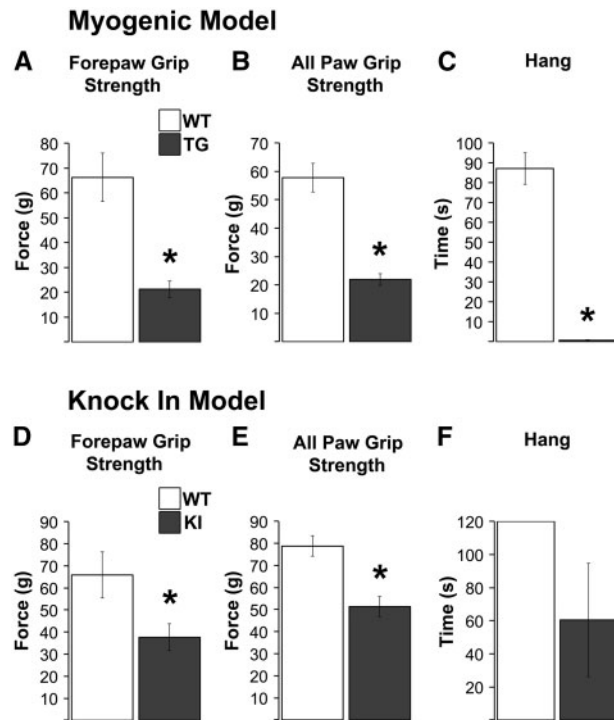 Myogenic Model
A
Forepaw Grip
Strength
B
All Paw Grip
Strength
C
Hang
WT
TG
Force (g)
80
70
60
50
40
30
20
10
*
Force (g)
70
60
50
40
30
20
10
*
Time (s)
100
90
80
70
60
50
40
30
20
10
*
Knock In Model
D
Forepaw Grip
Strength
E
All Paw Grip
Strength
F
Hang
WT
KI
Force (g)
90
80
70
60
50
40
30
20
10
*
Force (g)
90
80
70
60
50
40
30
20
10
*
Time (s)
120
100
80
60
40
20